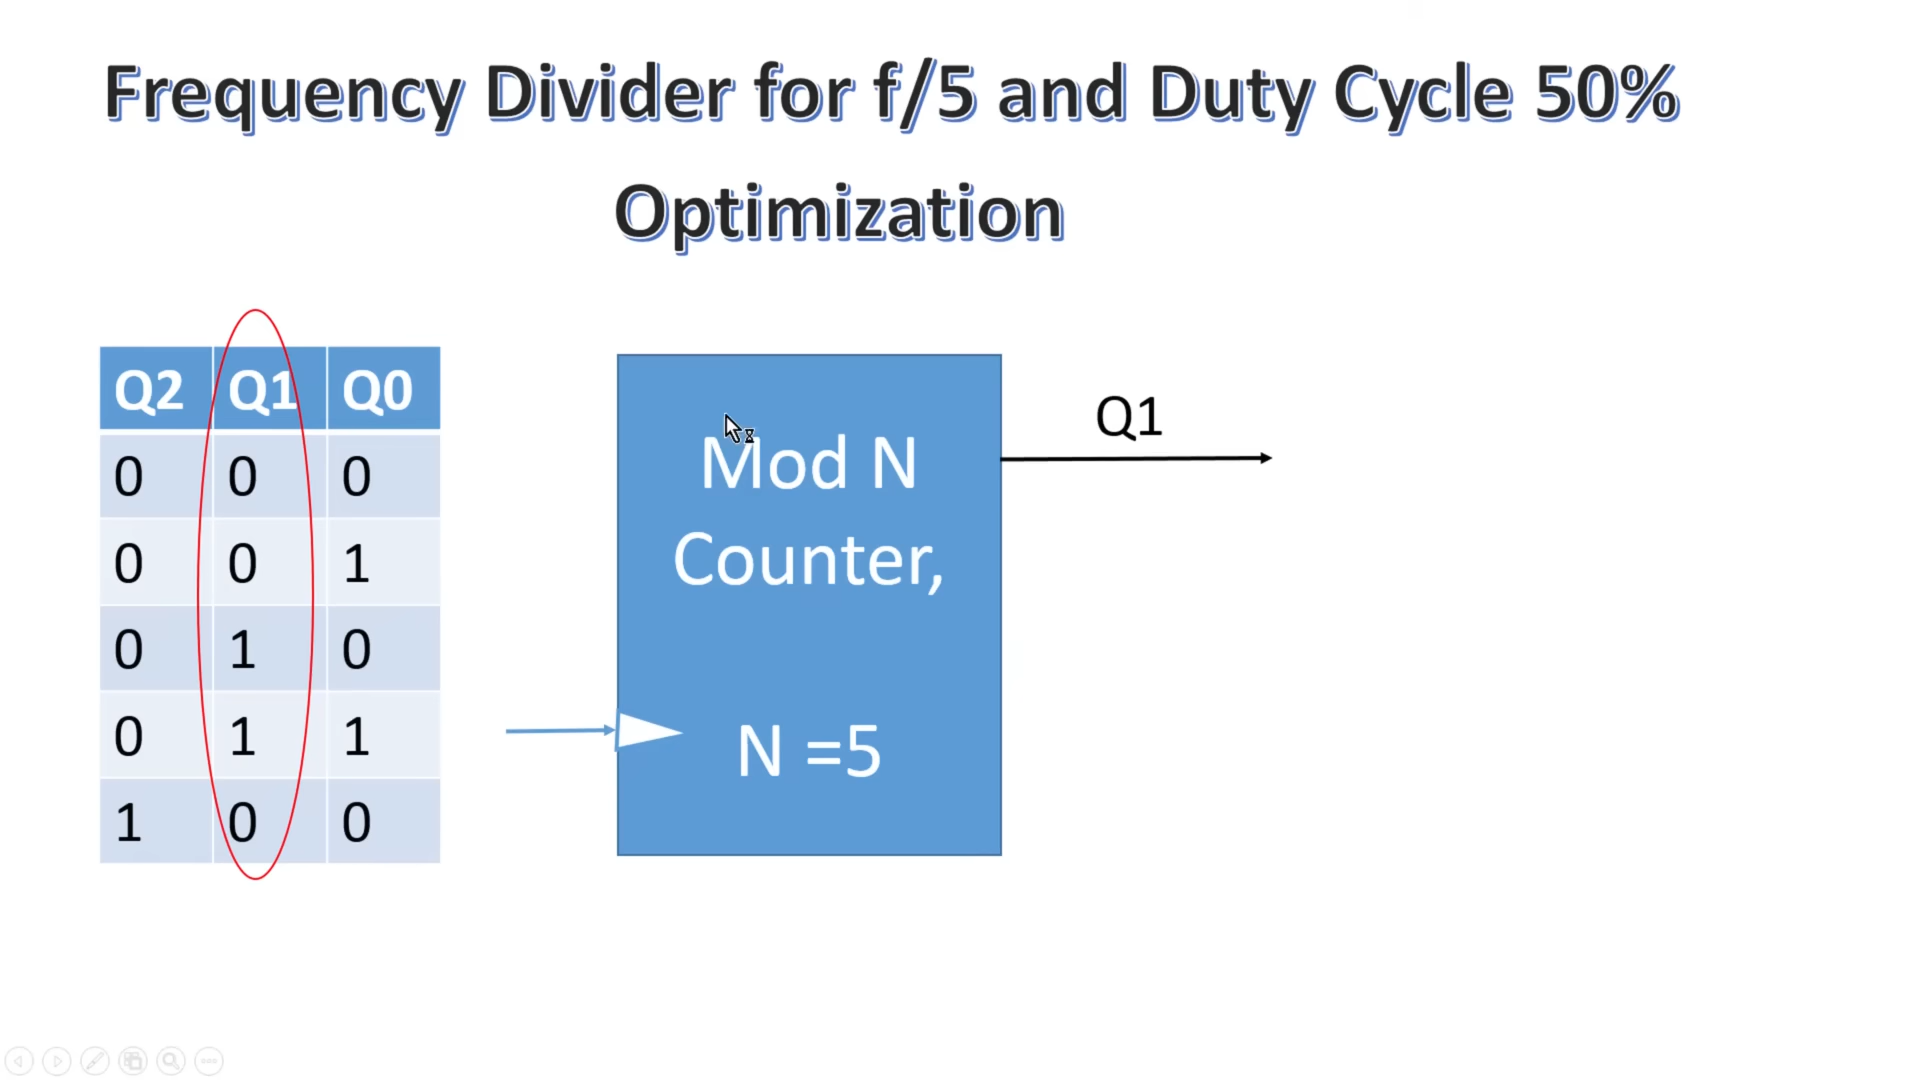 Frequency Divider for f/5 and Duty Cycle 50%
Optimization
Q2 Q1 Q0
0 0 0
0 0 1
0 1 0
0 1 1
1 0 0
Mod N
Counter,
N =5
Q1